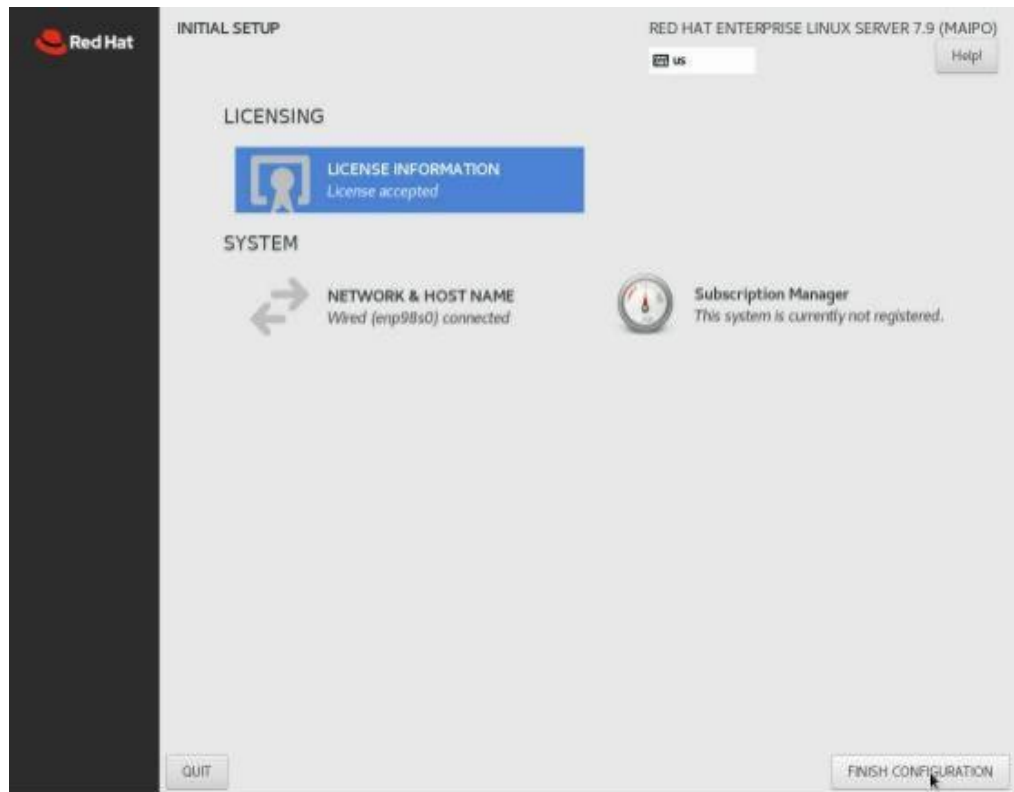 Red Hat
INITIAL SETUP
RED HAT ENTERPRISE LINUX SERVER 7.9 (MAIPO)
us
Help!
LICENSING
LICENSE INFORMATION
License accepted
SYSTEM
NETWORK & HOST NAME
Wired (enp98s0) connected
Subscription Manager
This system is currently not registered.
QUIT
FINISH CONFIGURATION